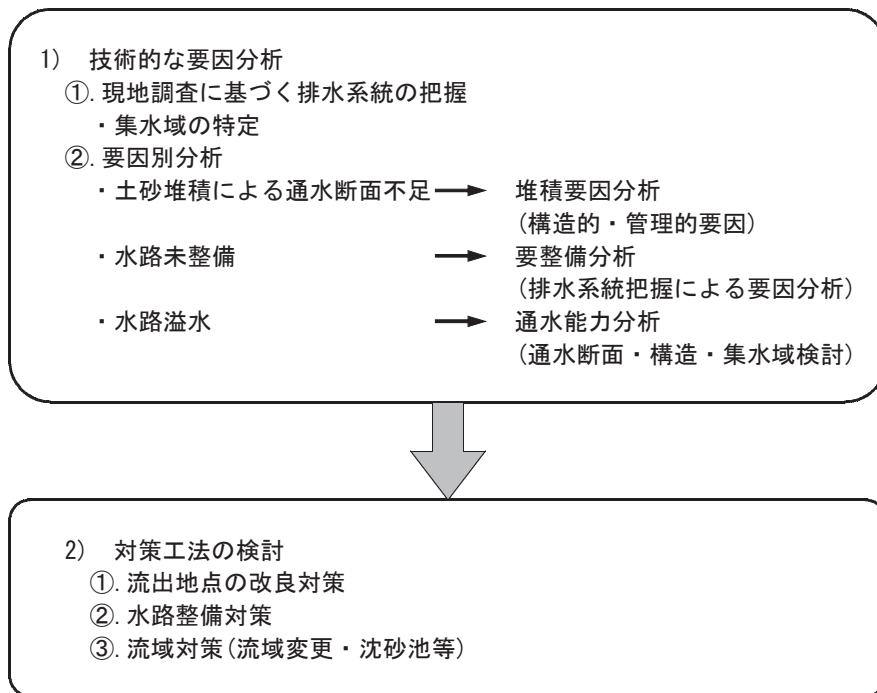 1) 技術的な要因分析
①. 現地調査に基づく排水系統の把握
・集水域の特定
②. 要因別分析
・土砂堆積による通水断面不足 → 堆積要因分析
(構造的・管理的要因)
・水路未整備 → 要整備分析
(排水系統把握による要因分析)
・水路溢水 → 通水能力分析
(通水断面・構造・集水域検討)
2) 対策工法の検討
①. 流出地点の改良対策
②. 水路整備対策
③. 流域対策(流域変更・沈砂池等)